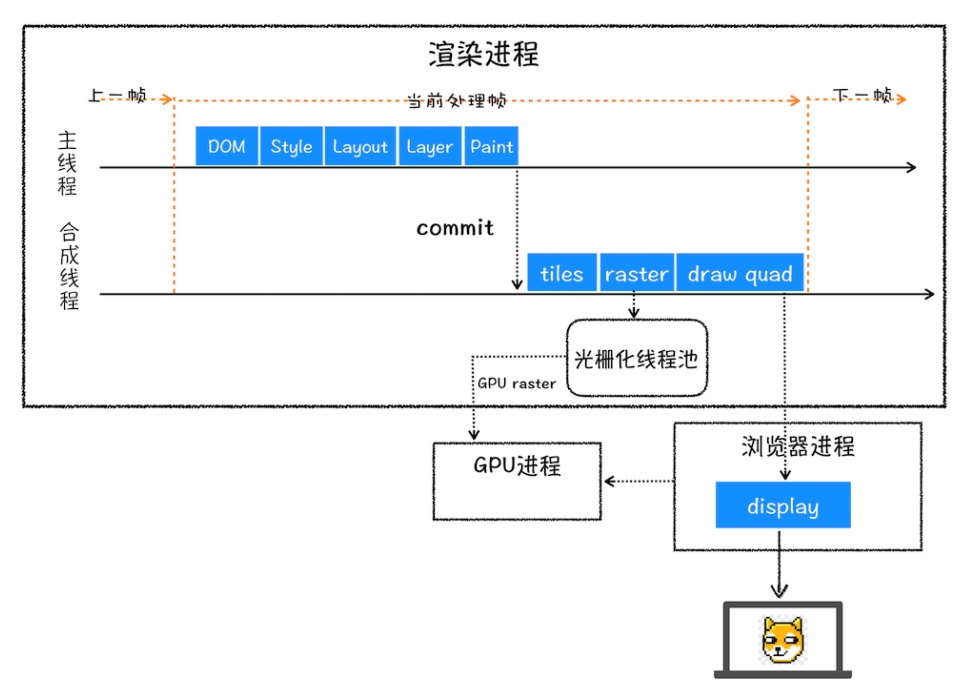 渲染进程
上一帧
当前处理帧
下一帧
主线程
DOM Style Layout Layer Paint
commit
合成线程
tiles raster draw quad
光栅化线程池
GPU raster
GPU进程
浏览器进程
display